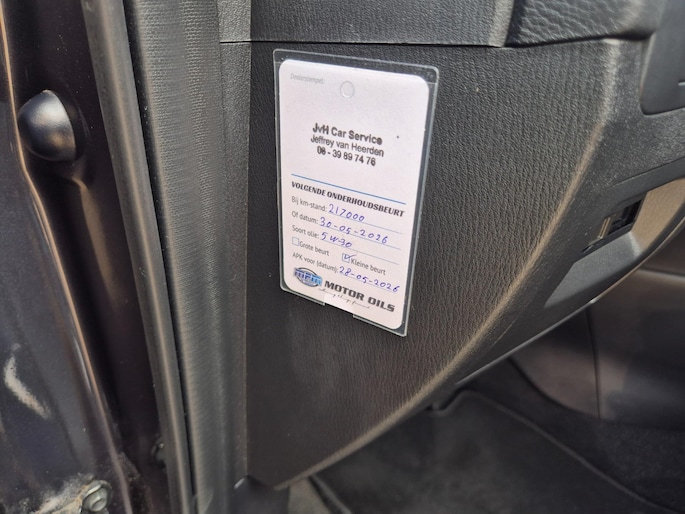 Dealerstempel:
JvH Car Service
Jeffrey van Heerden
06 - 39 89 74 76
VOLGENDE ONDERHOUDSBEURT
Bij km-stand: 217000
Of datum: 30-05-2026
Soort olie: 5W30
Grote beurt Kleine beurt
APK voor (datum): 28-05-2026
MOTOR OILS